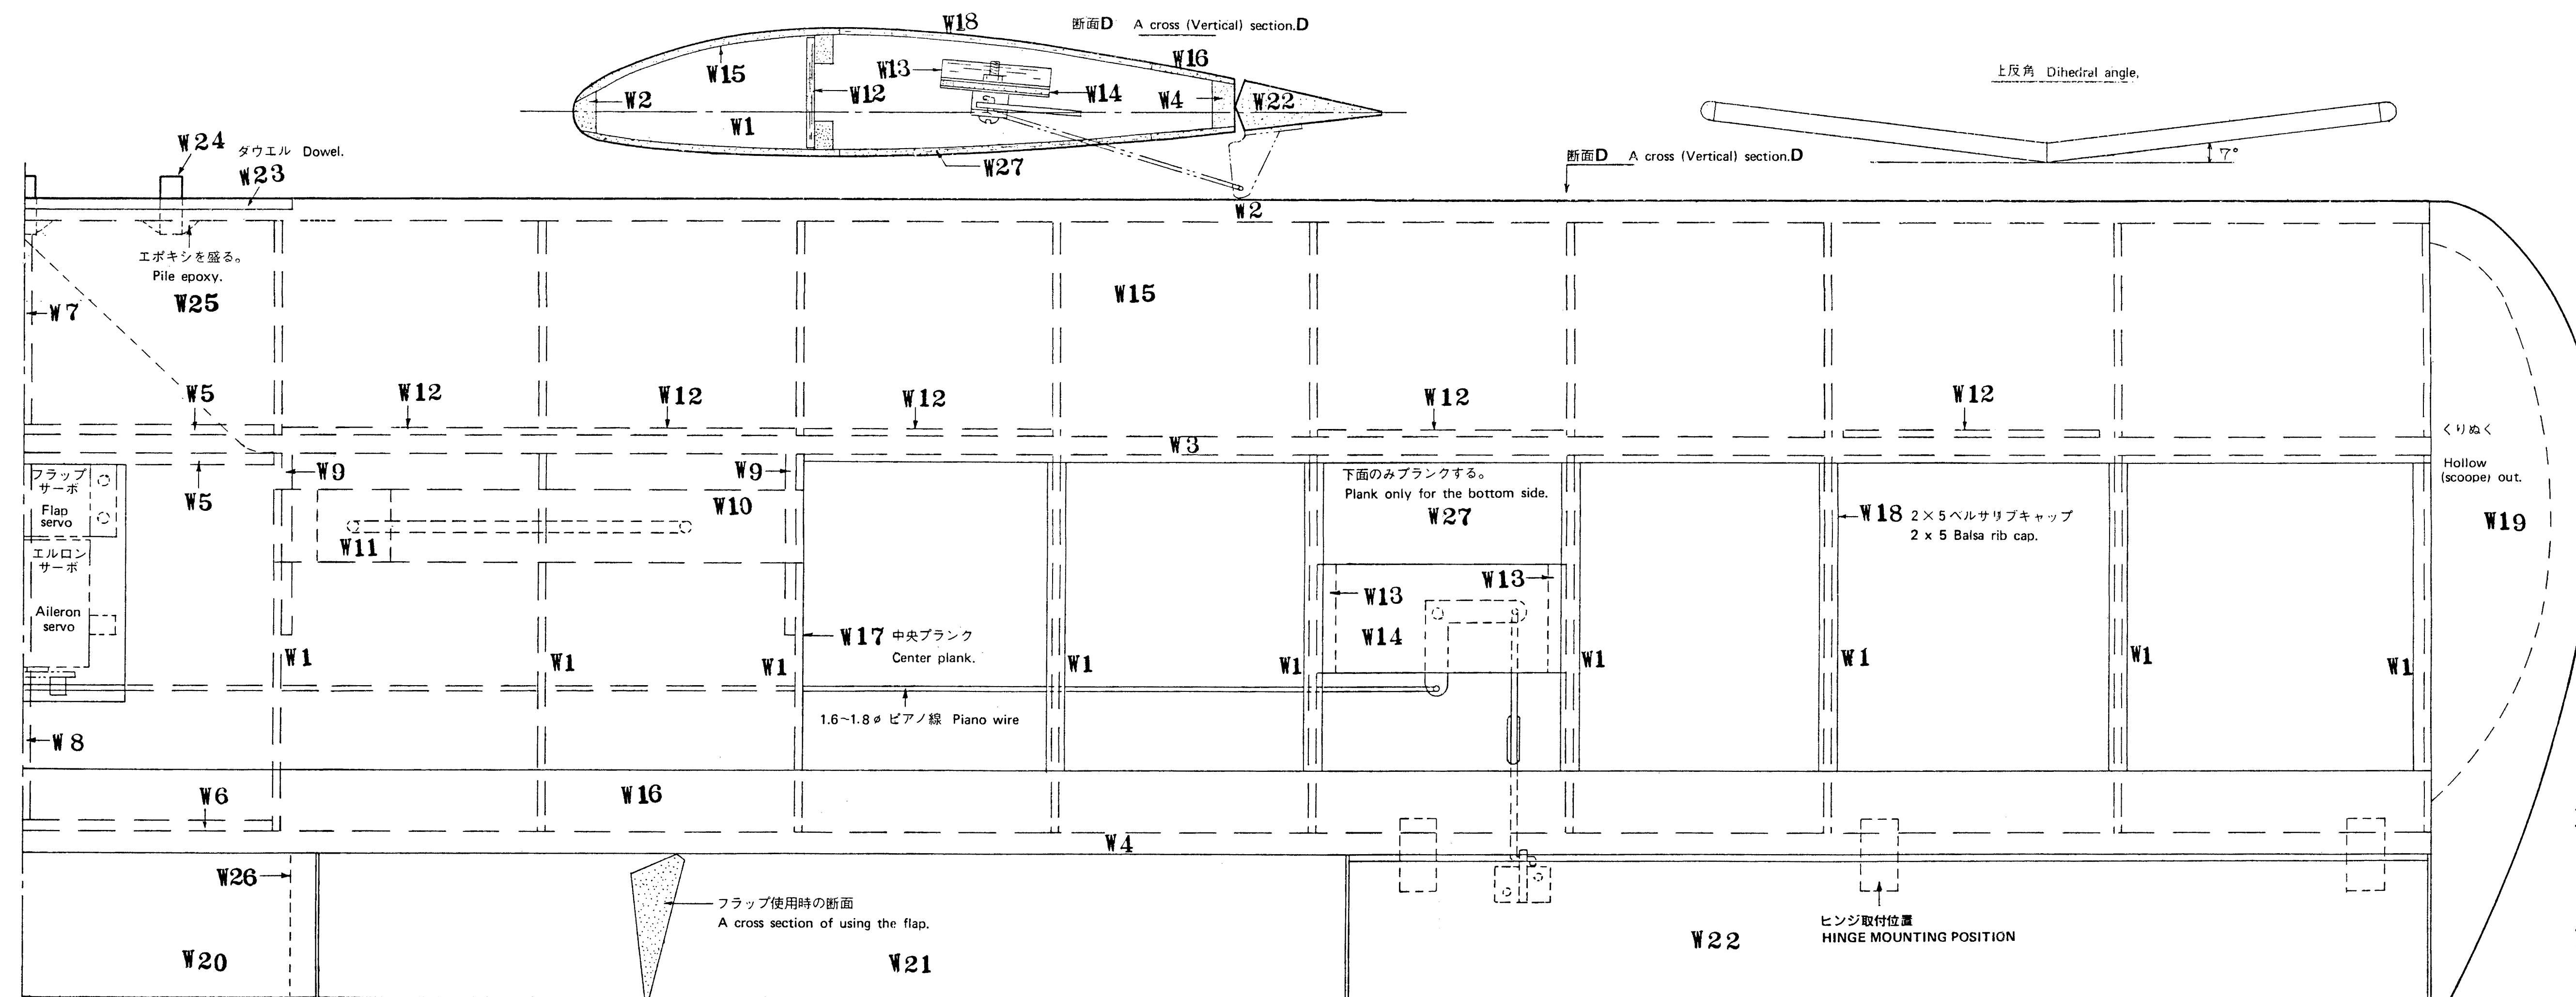 W18
断面D A cross (Vertical) section.D
W15
W13
W16
W2
W12
W14
W4
W22
W1
W27
上反角 Dihedral angle,
7°
W24
ダウエル Dowel.
W23
断面D A cross (Vertical) section.D
W2
エポキシを盛る。
Pile epoxy.
W25
W7
W15
W5
W12
W12
W12
W12
W12
W3
くりぬく
Hollow
(scoope) out.
W19
W5
フラップ
サーボ
Flap
servo
エルロン
サーボ
Aileron
servo
W9
W9
W10
W11
下面のみプランクする。
Plank only for the bottom side.
W27
W18 2×5バルサリブキャップ
2 x 5 Balsa rib cap.
W13
W13
W14
W17 中央プランク
Center plank.
W1
W1
W1
W1
W1
W1
W1
W1
W1
1.6~1.8φ ピアノ線 Piano wire
W8
W6
W16
W4
W26
フラップ使用時の断面
A cross section of using the flap.
W20
W21
W22
ヒンジ取付位置
HINGE MOUNTING POSITION